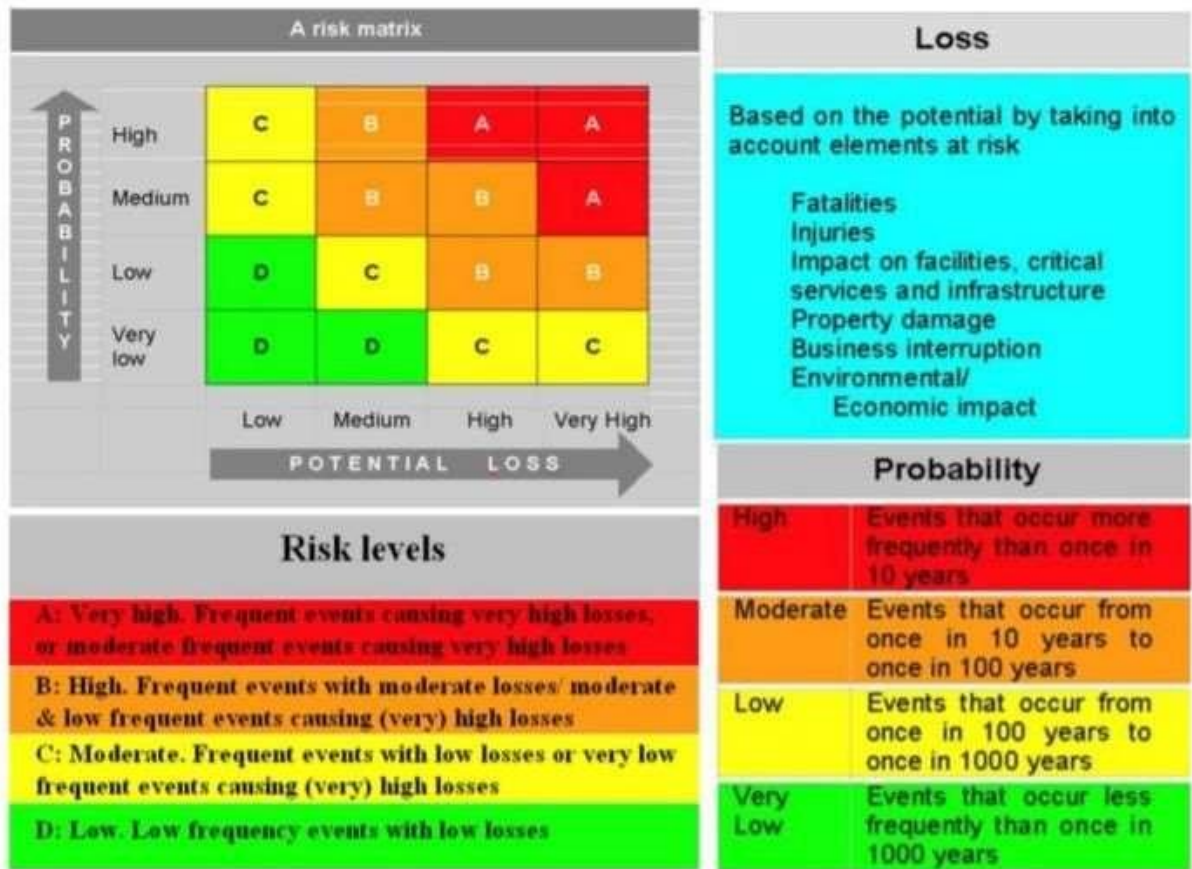 A risk matrix
PROBABILITY
High C B A A
Medium C B B A
Low D C B B
Very D D C C
low
Low Medium High Very High
POTENTIAL LOSS
Risk levels
A: Very high. Frequent events causing very high losses,
or moderate frequent events causing very high losses
B: High. Frequent events with moderate losses/ moderate
& low frequent events causing (very) high losses
C: Moderate. Frequent events with low losses or very low
frequent events causing (very) high losses
D: Low. Low frequency events with low losses
Loss
Based on the potential by taking into
account elements at risk
Fatalities
Injuries
Impact on facilities, critical
services and infrastructure
Property damage
Business interruption
Environmental/
Economic impact
Probability
High Events that occur more
frequently than once in
10 years
Moderate Events that occur from
once in 10 years to
once in 100 years
Low Events that occur from
once in 100 years to
once in 1000 years
Very Events that occur less
Low frequently than once in
1000 years